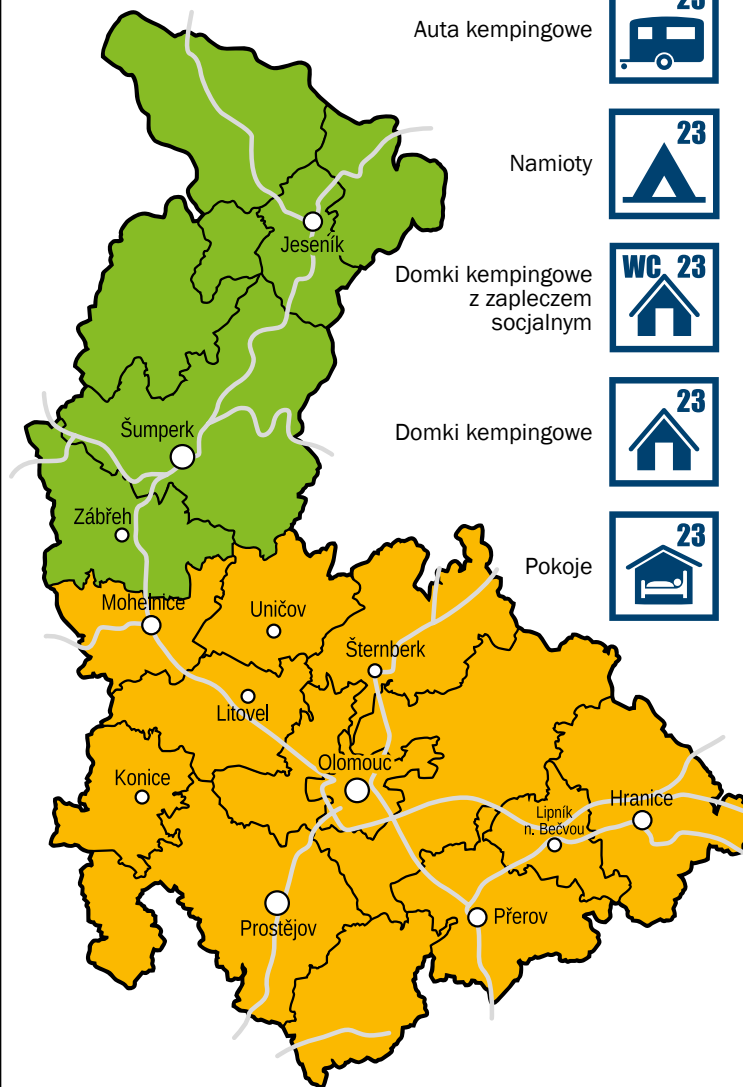 Auta kempingowe
23
Namioty
23
Domki kempingowe
z zapleczem
socjalnym
WC 23
Domki kempingowe
23
Pokoje
23
Jeseník
Šumperk
Zábřeh
Mohelnice
Uničov
Šternberk
Litovel
Olomouc
Konice
Lipník
n. Bečvou
Hranice
Prostějov
Přerov